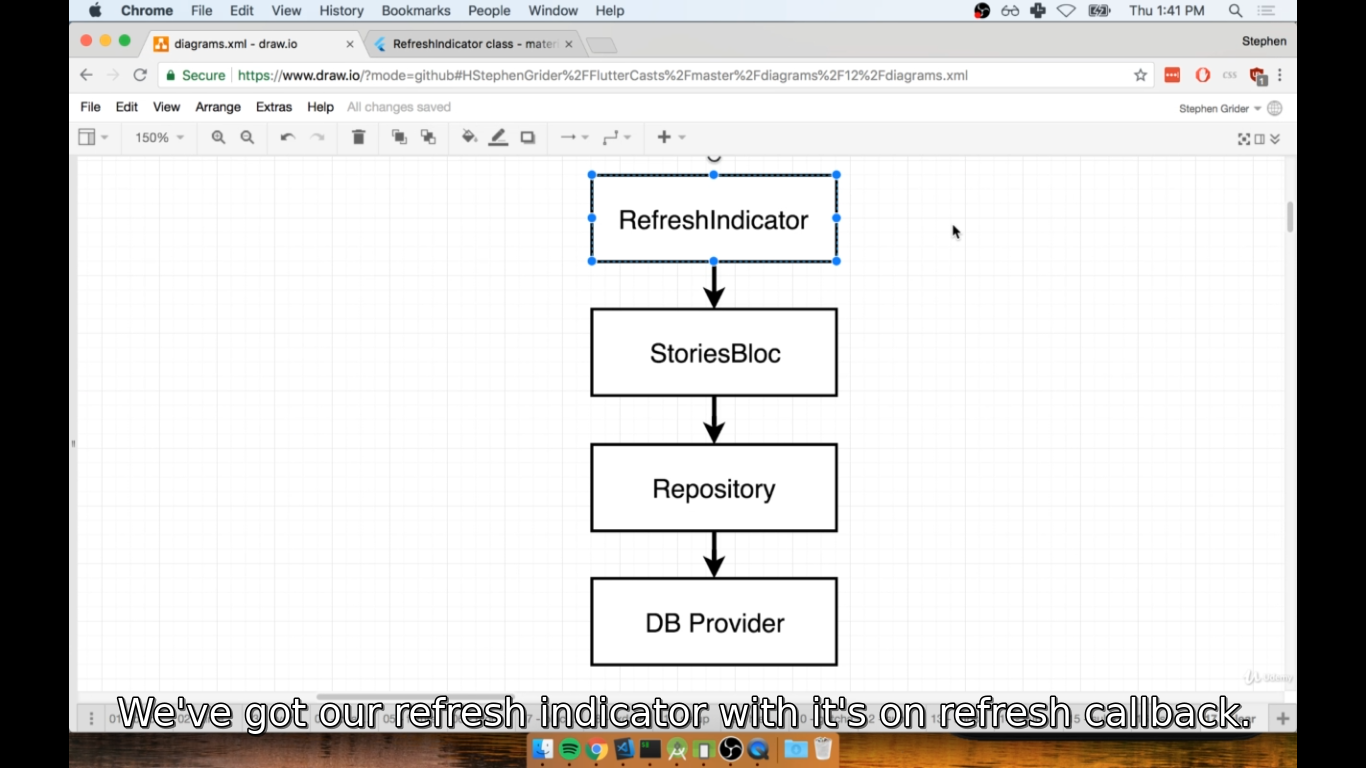 Chrome File Edit View History Bookmarks People Window Help Thu 1:41 PM
diagrams.xml - draw.io RefreshIndicator class - mater Stephen
Secure https://www.draw.io/?mode=github#HStephenGrider%2FFlutterCasts%2Fmaster%2Fdiagrams%2F12%2Fdiagrams.xml
File Edit View Arrange Extras Help All changes saved Stephen Grider
150%
RefreshIndicator
StoriesBloc
Repository
DB Provider
Udemy
We've got our refresh indicator with it's on refresh callback.